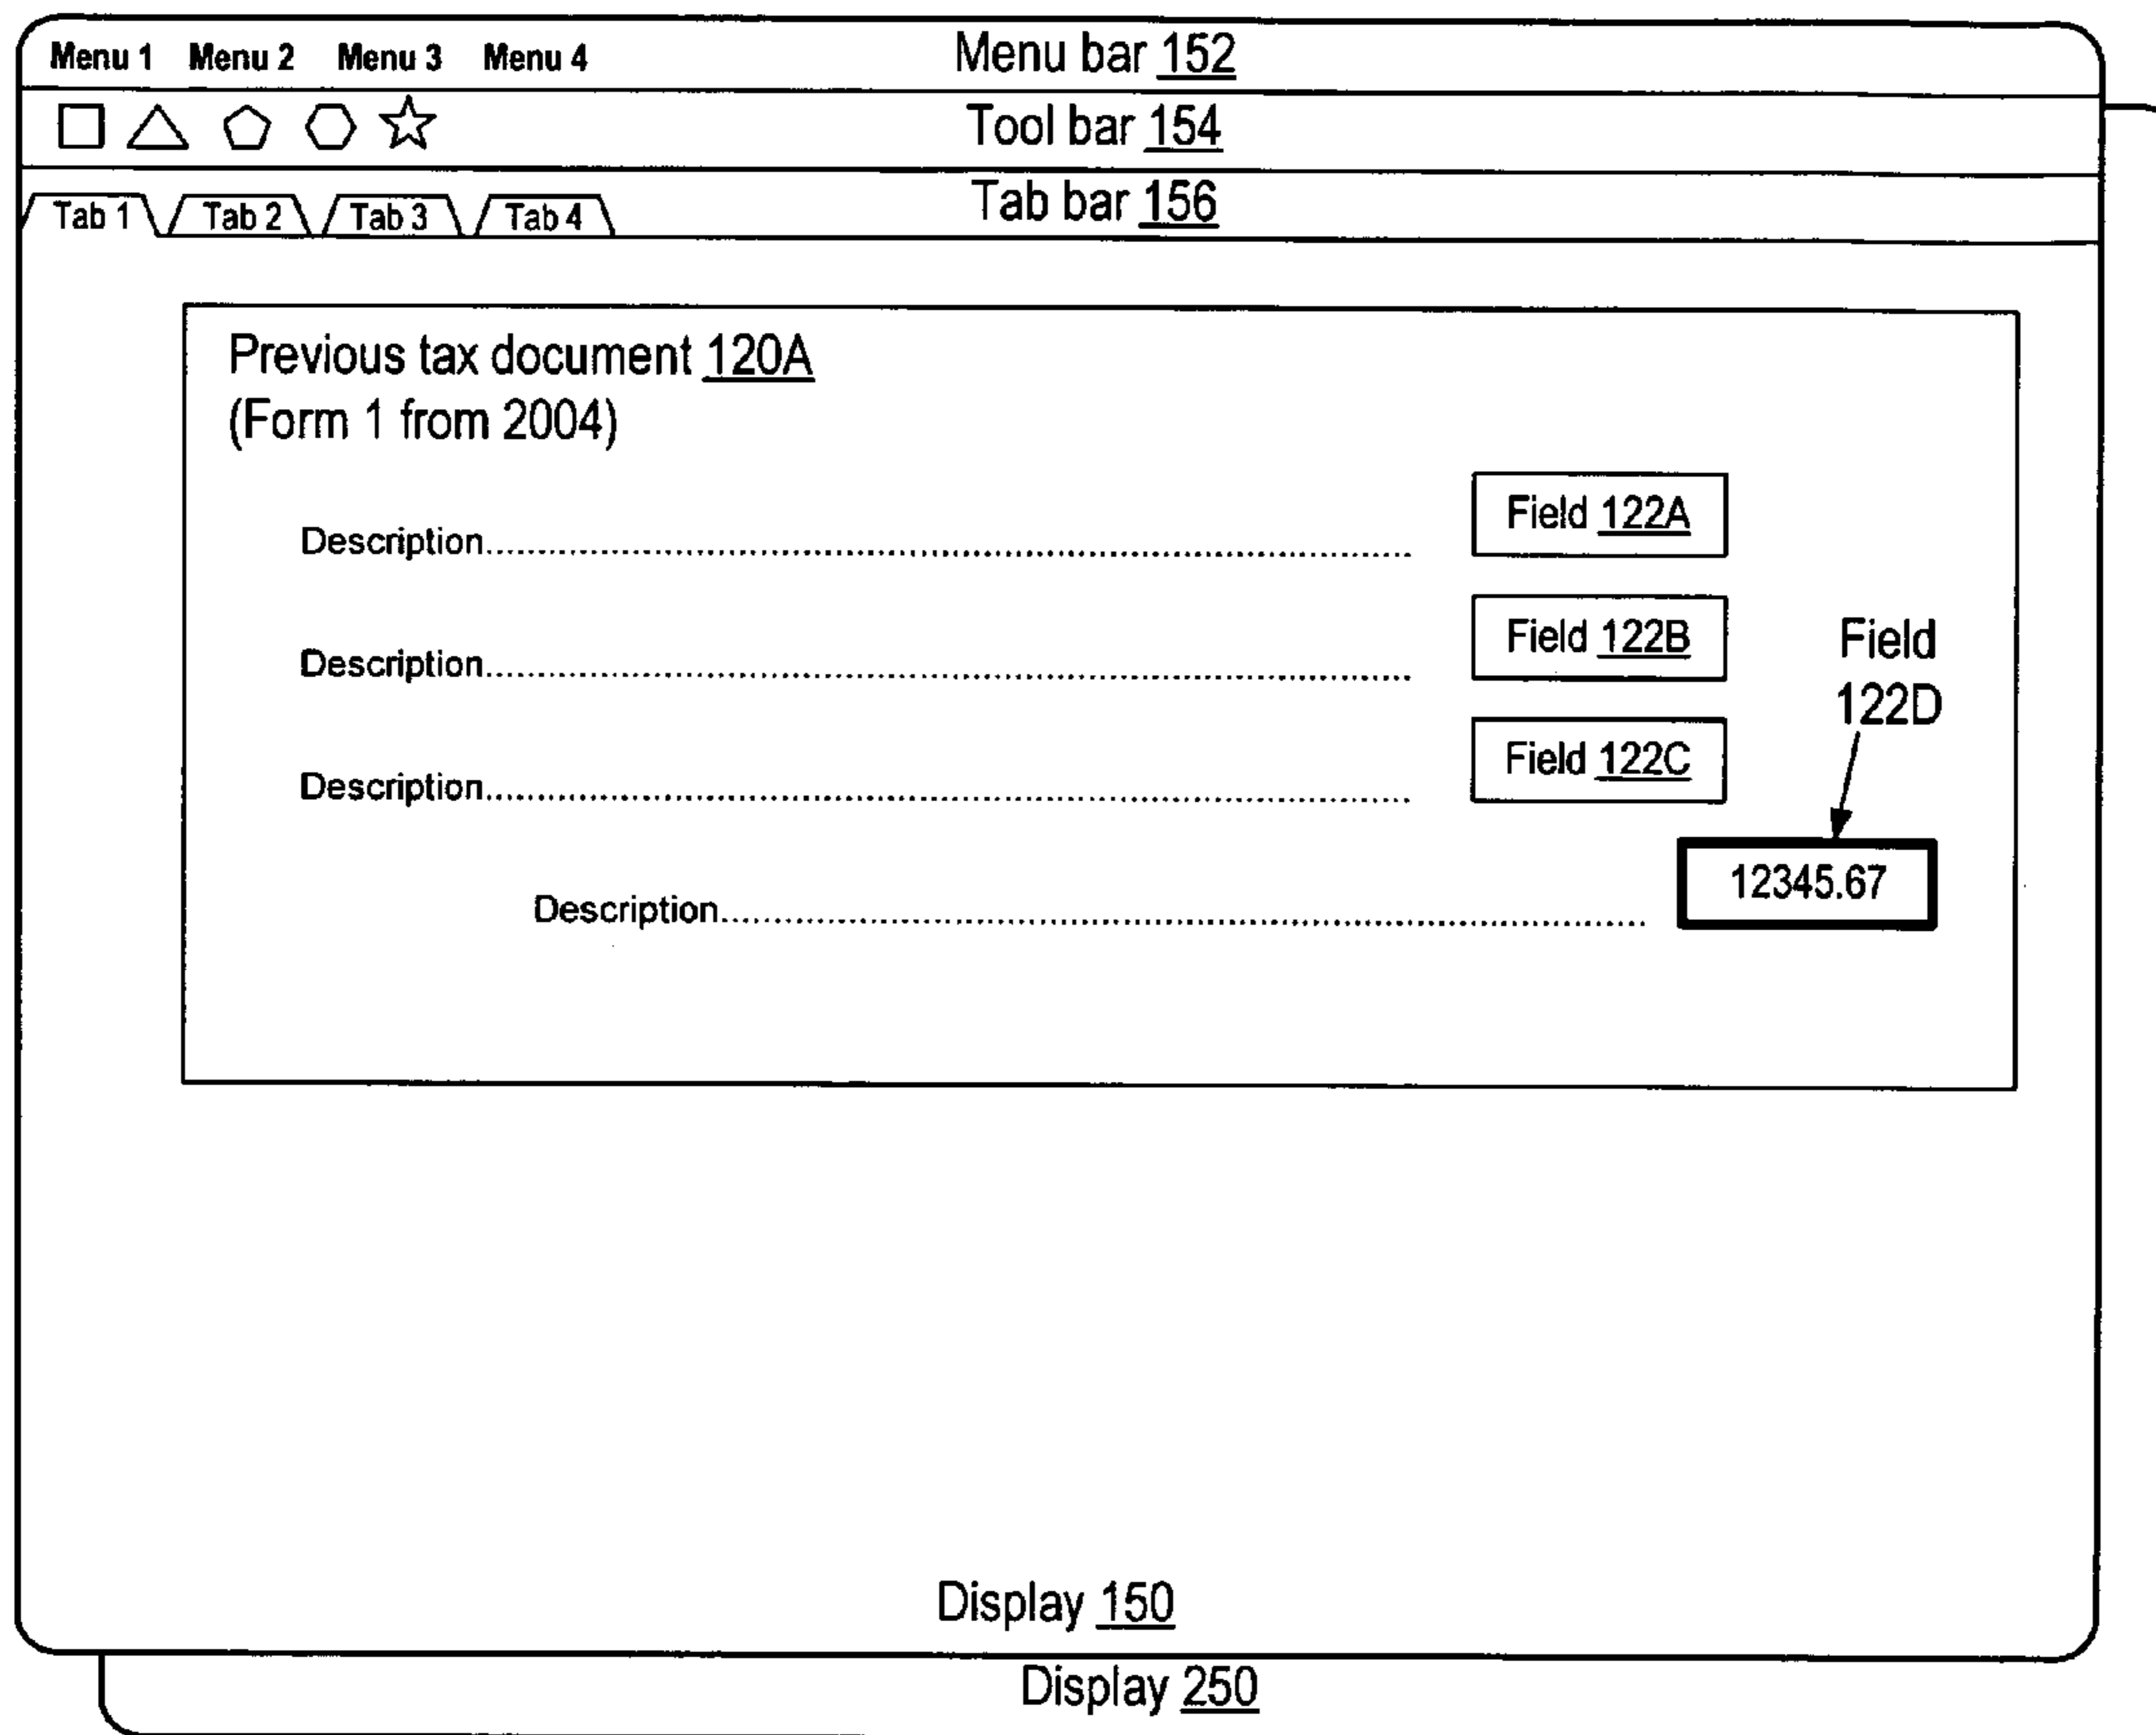 Menu 1 Menu 2 Menu 3 Menu 4 Menu bar 152
Tool bar 154
Tab bar 156
Tab 1 Tab 2 Tab 3 Tab 4
Previous tax document 120A
(Form 1 from 2004)
Description........................................ Field 122A
Description........................................ Field 122B
Field
122D
Description........................................ Field 122C
Description........................................ 12345.67
Display 150
Display 250